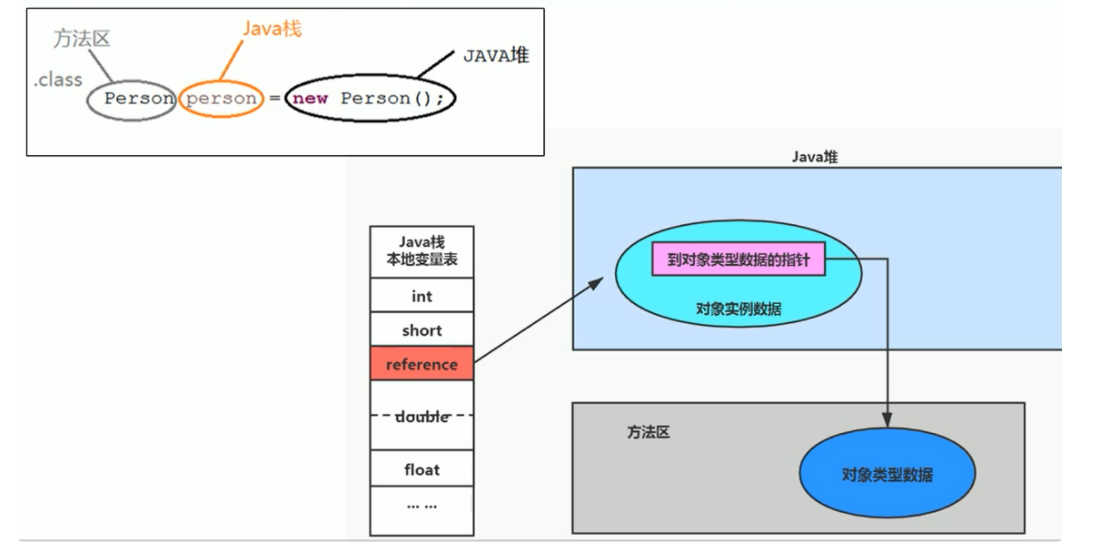 方法区
Java栈
JAVA堆
.class
Person person = new Person();
Java堆
Java栈
本地变量表
int
short
reference
double
float
... ...
到对象类型数据的指针
对象实例数据
方法区
对象类型数据